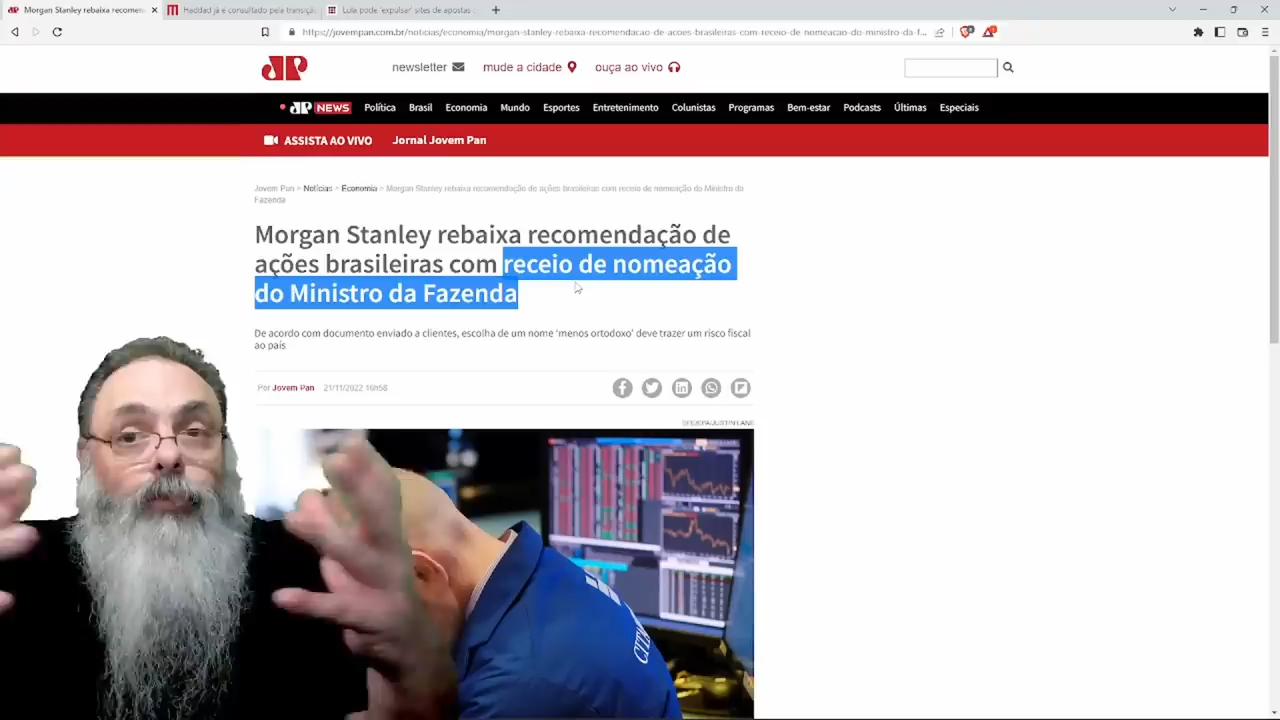 Morgan Stanley rebaixa recomen
Haddad já é consultado pela transiçã
Lula pode 'expulsar' sites de apostas
https://jovempan.com.br/noticias/economia/morgan-stanley-rebaixa-recomendacao-de-acoes-brasileiras-com-receio-de-nomeacao-do-ministro-da-f...
JP
newsletter
mude a cidade
ouça ao vivo
JP NEWS
Política
Brasil
Economia
Mundo
Esportes
Entretenimento
Colunistas
Programas
Bem-estar
Podcasts
Últimas
Especiais
ASSISTA AO VIVO
Jornal Jovem Pan
Jovem Pan > Notícias > Economia > Morgan Stanley rebaixa recomendação de ações brasileiras com receio de nomeação do Ministro da
Fazenda
Morgan Stanley rebaixa recomendação de
ações brasileiras com receio de nomeação
do Ministro da Fazenda
De acordo com documento enviado a clientes, escolha de um nome 'menos ortodoxo' deve trazer um risco fiscal
ao país
Por Jovem Pan 21/11/2022 16h58